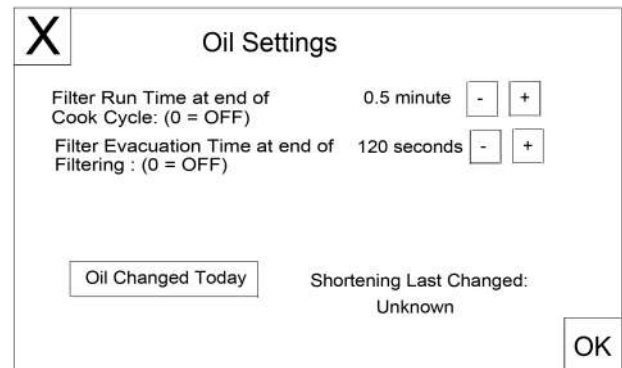 X
Oil Settings
Filter Run Time at end of
Cook Cycle: (0 = OFF)
0.5 minute - +
Filter Evacuation Time at end of
Filtering : (0 = OFF)
120 seconds - +
Oil Changed Today
Shortening Last Changed:
Unknown
OK